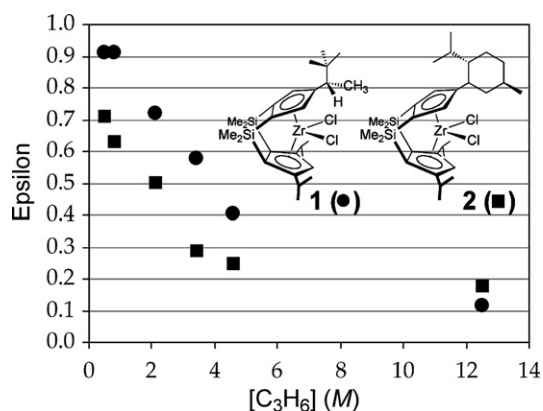 1.0
0.9
0.8
0.7
0.6
0.5
0.4
0.3
0.2
0.1
0.0
Epsilon
0 2 4 6 8 10 12 14
[C₃H₆] (M)
CH₃
H
Me₂Si
Me₂Si
Zr
Cl
Cl
1 (●)
Me₂Si
Me₂Si
Zr
Cl
Cl
2 (■)